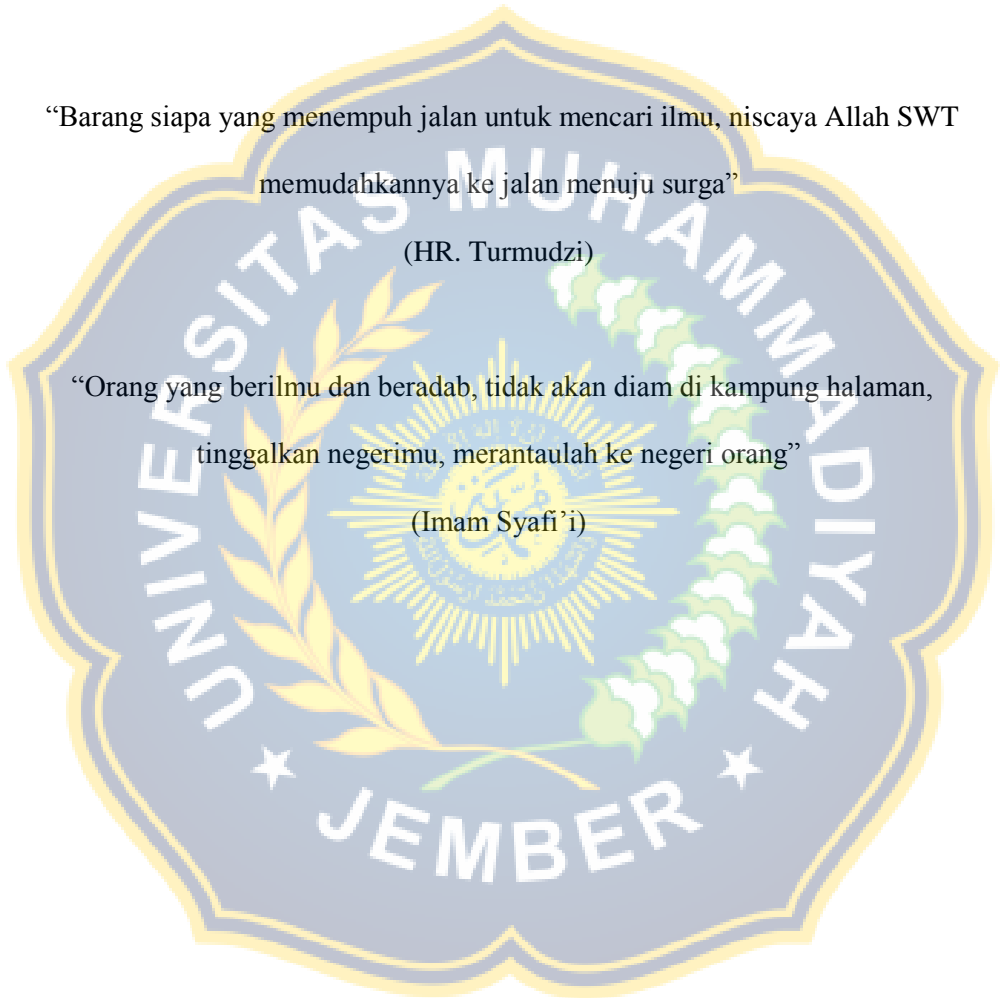 “Barang siapa yang menempuh jalan untuk mencari ilmu, niscaya Allah SWT
memudahkannya ke jalan menuju surga”
(HR. Turmudzi)
“Orang yang berilmu dan beradab, tidak akan diam di kampung halaman,
tinggalkan negerimu, merantaulah ke negeri orang”
(Imam Syafi’i)
UNIVERSITAS MUHAMMADIYAH
JEMBER